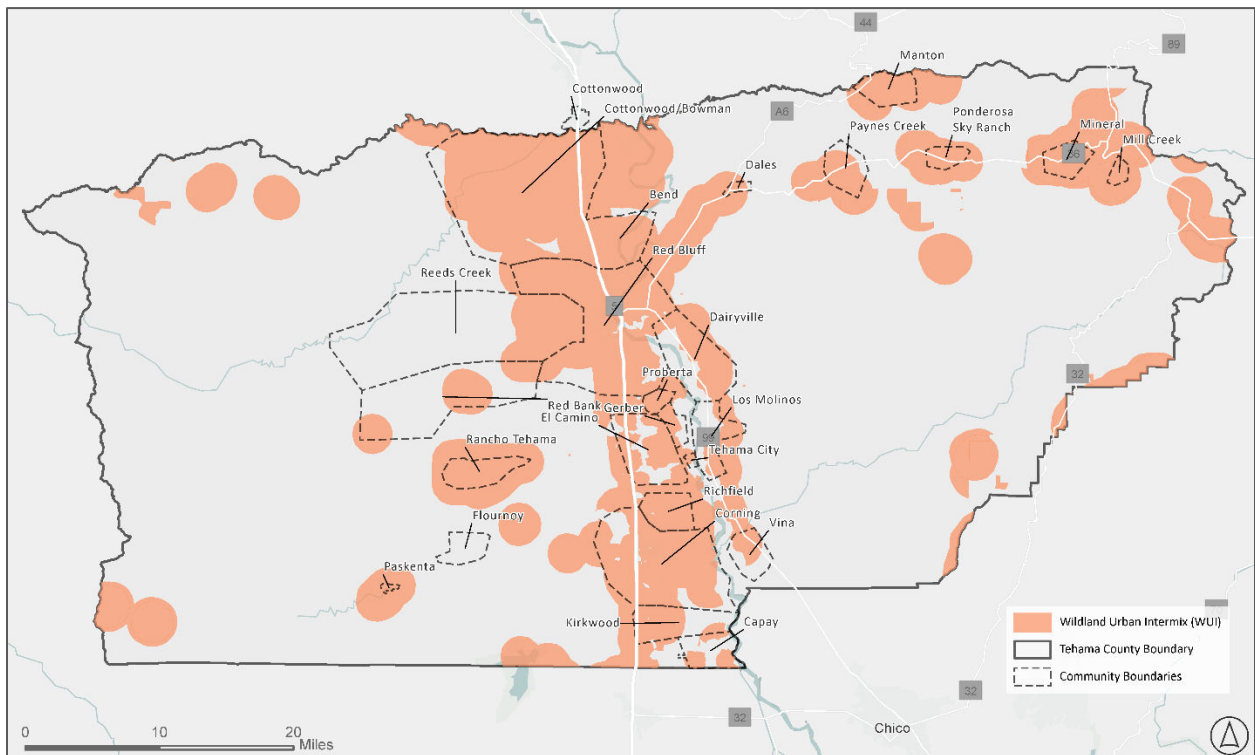 44
89
Manton
Cottonwood
Cottonwood/Bowman
A6
Ponderosa
Sky Ranch
Paynes Creek
Mineral
Mill Creek
36
Dales
Bend
Red Bluff
Reeds Creek
5
Dairyville
Proberta
32
Los Molinos
Red Bank
Gerber
El Camino
99
Rancho Tehama
Tehama City
Richfield
Corning
Flournoy
Vina
Paskenta
Kirkwood
Capay
Wildland Urban Intermix (WUI)
Tehama County Boundary
Community Boundaries
32
32
Chico
0
10
20
Miles